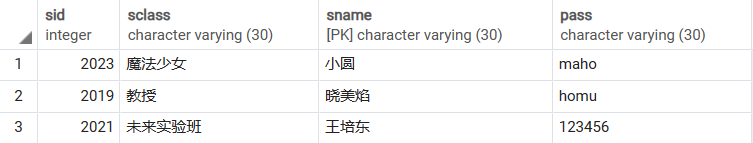 sid sclass sname pass
integer character varying (30) [PK] character varying (30) character varying (30)
1 2023 魔法少女 小圆 maho
2 2019 教授 晓美焰 homu
3 2021 未来实验班 王培东 123456